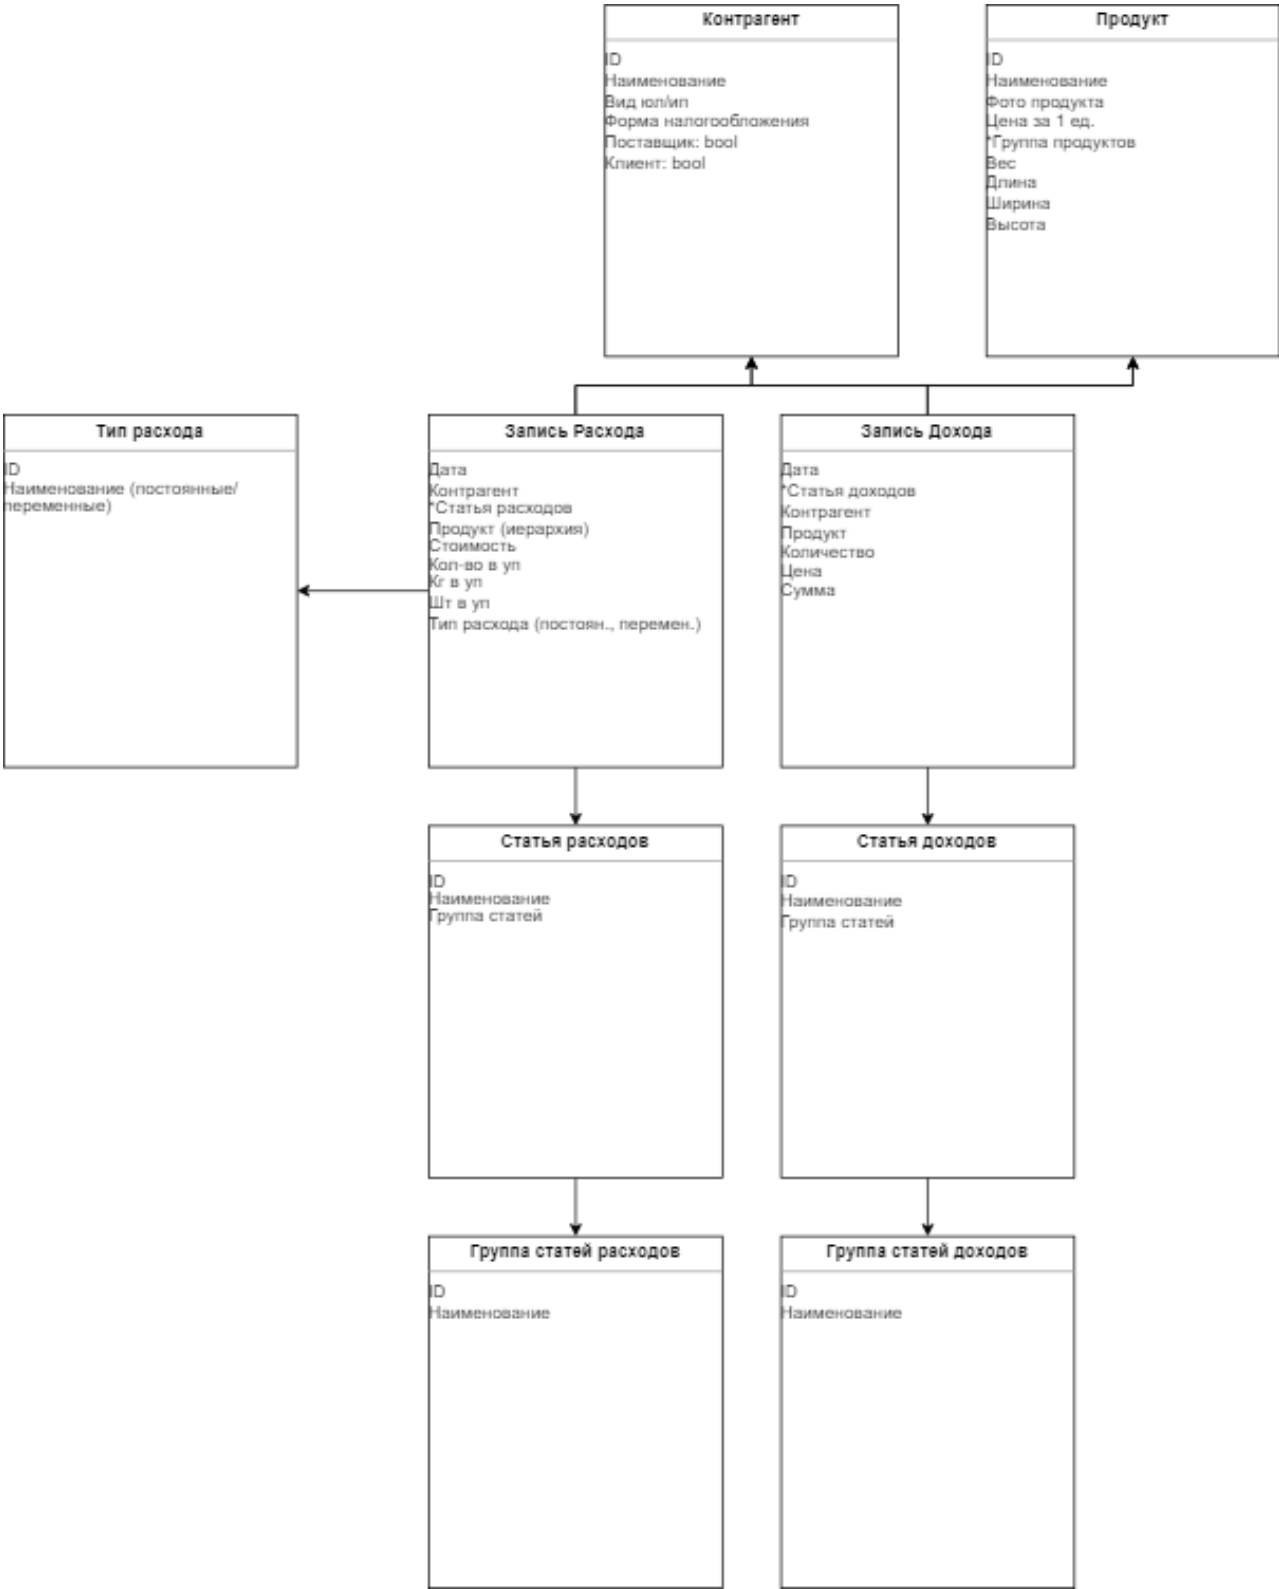 Контрагент
ID
Наименование
Вид юл/ип
Форма налогообложения
Поставщик: bool
Клиент: bool
Продукт
ID
Наименование
Фото продукта
Цена за 1 ед.
*Группа продуктов
Вес
Длина
Ширина
Высота
Тип расхода
ID
Наименование (постоянные/
переменные)
Запись Расхода
Дата
Контрагент
*Статья расходов
Продукт (иерархия)
Стоимость
Кол-во в уп
Кг в уп
Шт в уп
Тип расхода (постоян., перемен.)
Запись Дохода
Дата
*Статья доходов
Контрагент
Продукт
Количество
Цена
Сумма
Статья расходов
ID
Наименование
Группа статей
Статья доходов
ID
Наименование
Группа статей
Группа статей расходов
ID
Наименование
Группа статей доходов
ID
Наименование